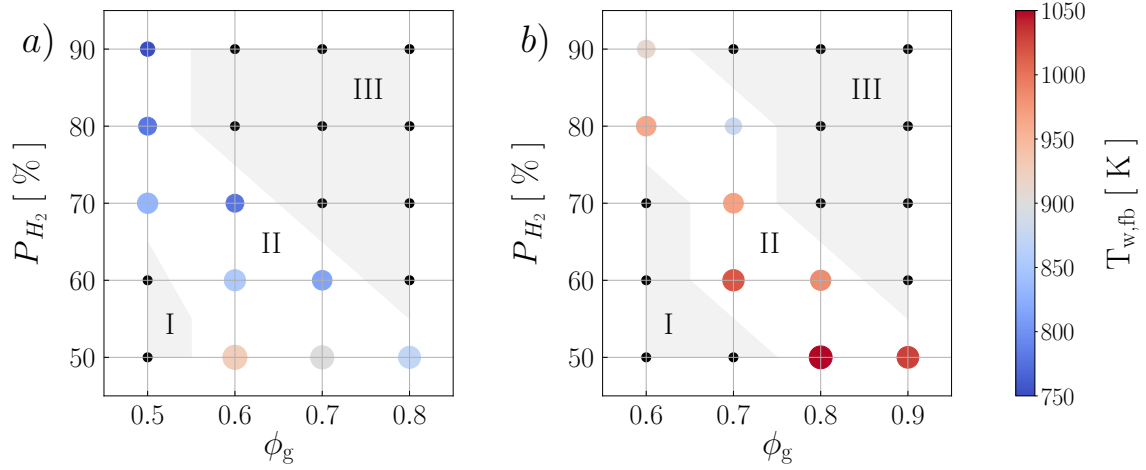 a)
90
80
70
60
50
P_{H_2} [ % ]
0.5 0.6 0.7 0.8
ϕ_g
I
II
III
b)
90
80
70
60
50
P_{H_2} [ % ]
0.6 0.7 0.8 0.9
ϕ_g
I
II
III
1050
1000
950
900
850
800
750
T_{w,fb} [ K ]